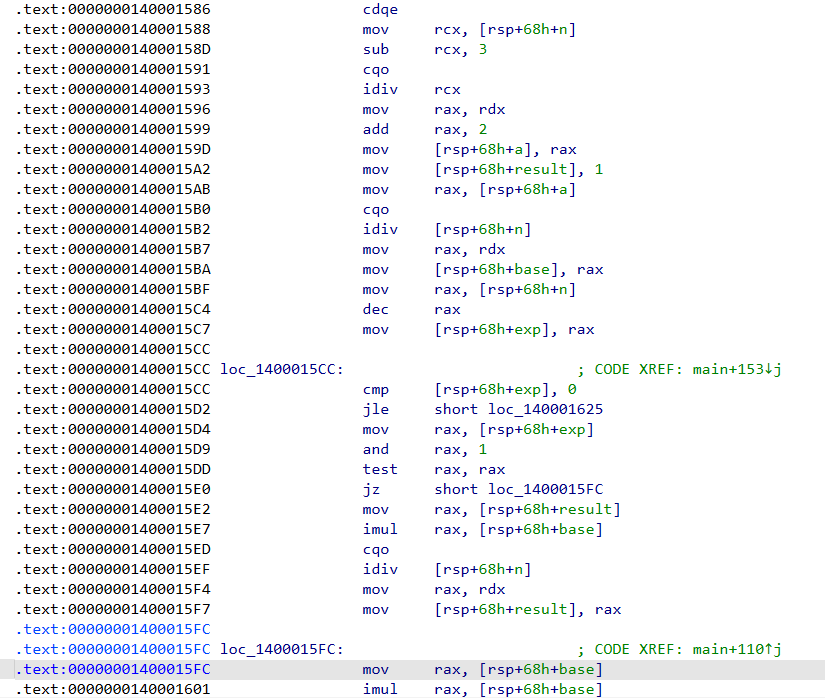 .text:0000000140001586 cdqe
.text:0000000140001588 mov rcx, [rsp+68h+n]
.text:000000014000158D sub rcx, 3
.text:0000000140001591 cqo
.text:0000000140001593 idiv rcx
.text:0000000140001596 mov rax, rdx
.text:0000000140001599 add rax, 2
.text:000000014000159D mov [rsp+68h+a], rax
.text:00000001400015A2 mov [rsp+68h+result], 1
.text:00000001400015AB mov rax, [rsp+68h+a]
.text:00000001400015B0 cqo
.text:00000001400015B2 idiv [rsp+68h+n]
.text:00000001400015B7 mov rax, rdx
.text:00000001400015BA mov [rsp+68h+base], rax
.text:00000001400015BF mov rax, [rsp+68h+n]
.text:00000001400015C4 dec rax
.text:00000001400015C7 mov [rsp+68h+exp], rax
.text:00000001400015CC
.text:00000001400015CC loc_1400015CC: ; CODE XREF: main+153↓j
.text:00000001400015CC cmp [rsp+68h+exp], 0
.text:00000001400015D2 jle short loc_140001625
.text:00000001400015D4 mov rax, [rsp+68h+exp]
.text:00000001400015D9 and rax, 1
.text:00000001400015DD test rax, rax
.text:00000001400015E0 jz short loc_1400015FC
.text:00000001400015E2 mov rax, [rsp+68h+result]
.text:00000001400015E7 imul rax, [rsp+68h+base]
.text:00000001400015ED cqo
.text:00000001400015EF idiv [rsp+68h+n]
.text:00000001400015F4 mov rax, rdx
.text:00000001400015F7 mov [rsp+68h+result], rax
.text:00000001400015FC
.text:00000001400015FC loc_1400015FC: ; CODE XREF: main+110↑j
.text:00000001400015FC mov rax, [rsp+68h+base]
.text:0000000140001601 imul rax, [rsp+68h+base]